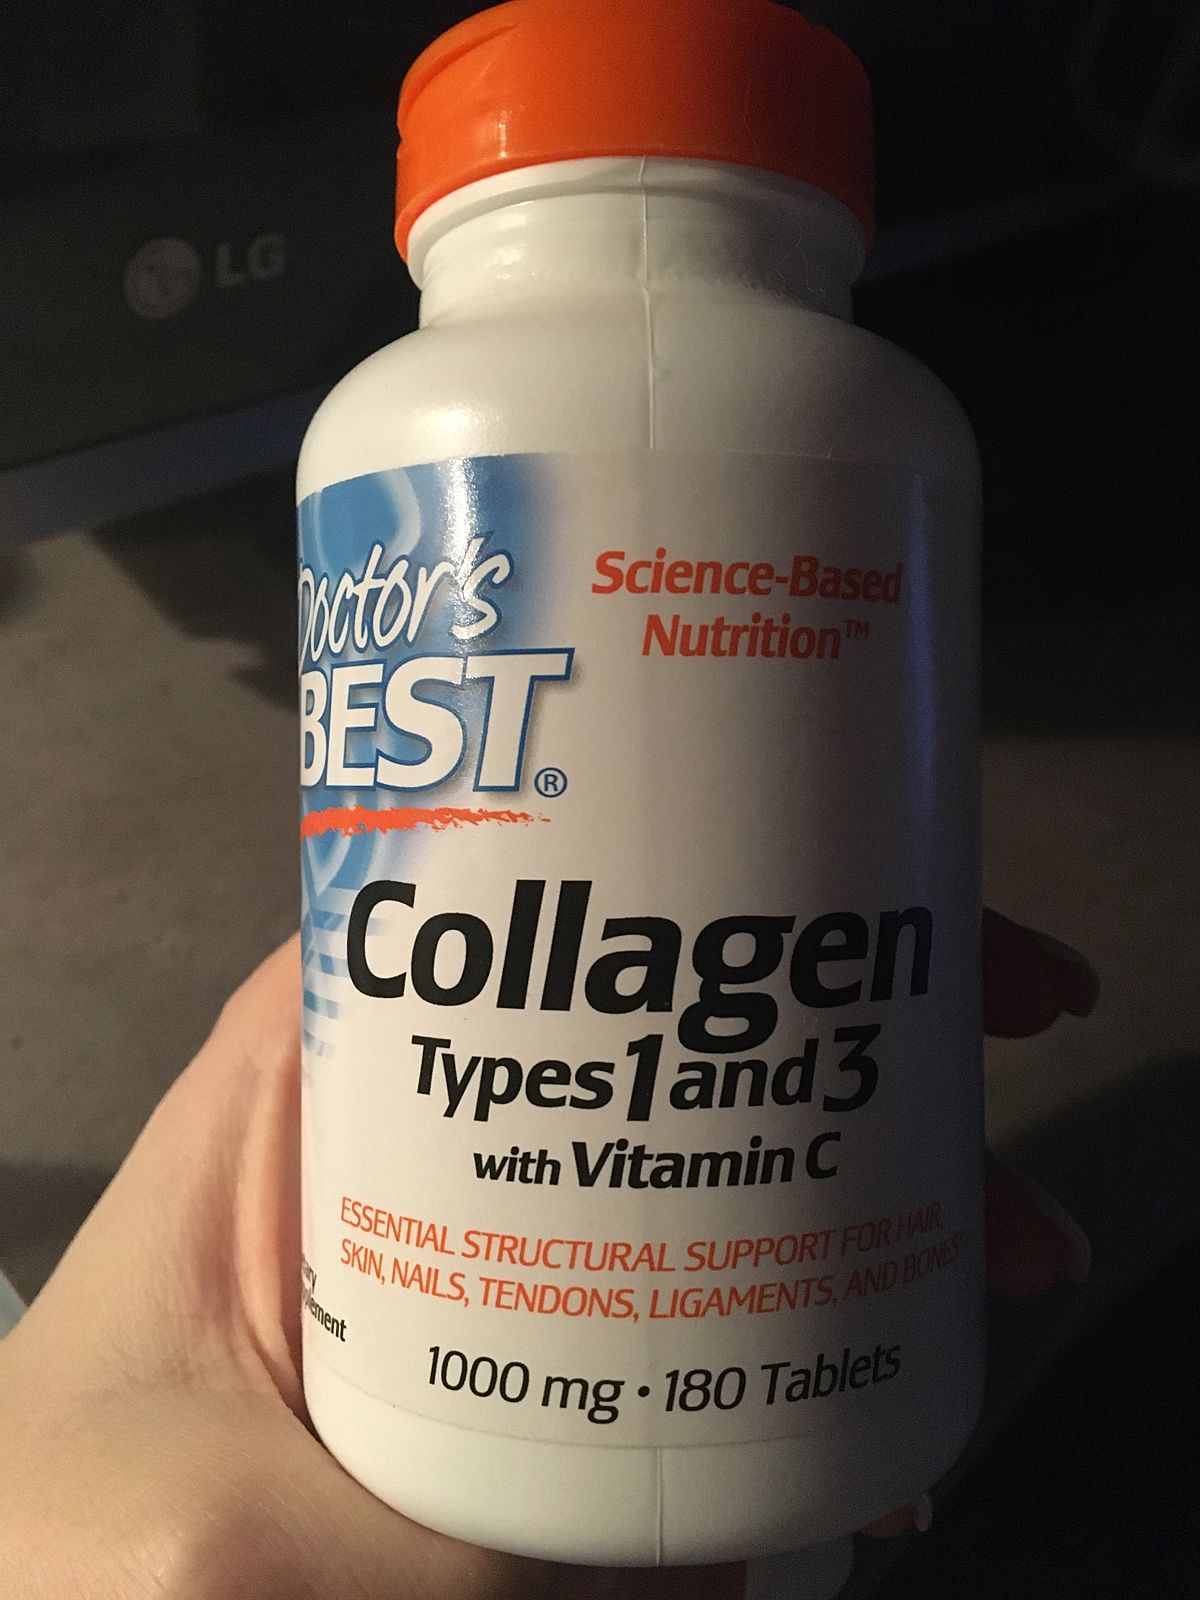 LG
Doctor's
BEST®
Science-Based
Nutrition™
Collagen
Types 1 and 3
with Vitamin C
ESSENTIAL STRUCTURAL SUPPORT FOR HAIR,
SKIN, NAILS, TENDONS, LIGAMENTS, AND BONES
1000 mg • 180 Tablets